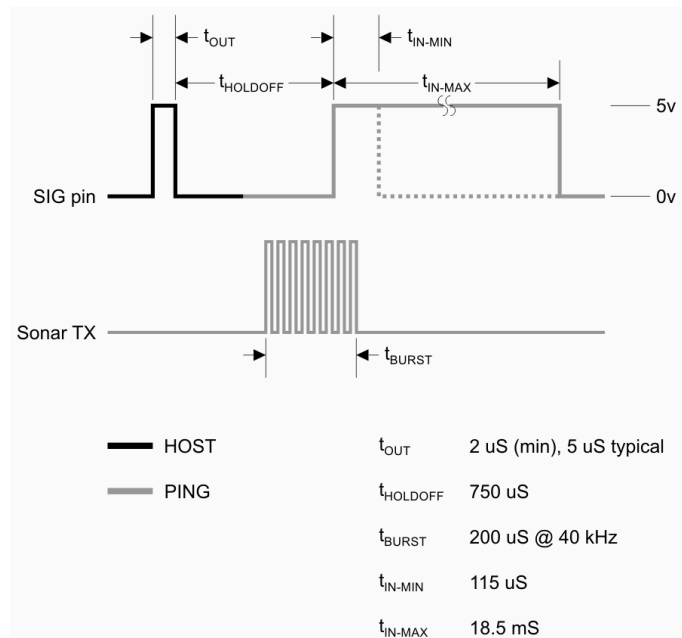 tOUT
tIN-MIN
tHOLDOFF
tIN-MAX
5v
SIG pin
0v
Sonar TX
tBURST
HOST
PING
tOUT 2 uS (min), 5 uS typical
tHOLDOFF 750 uS
tBURST 200 uS @ 40 kHz
tIN-MIN 115 uS
tIN-MAX 18.5 mS